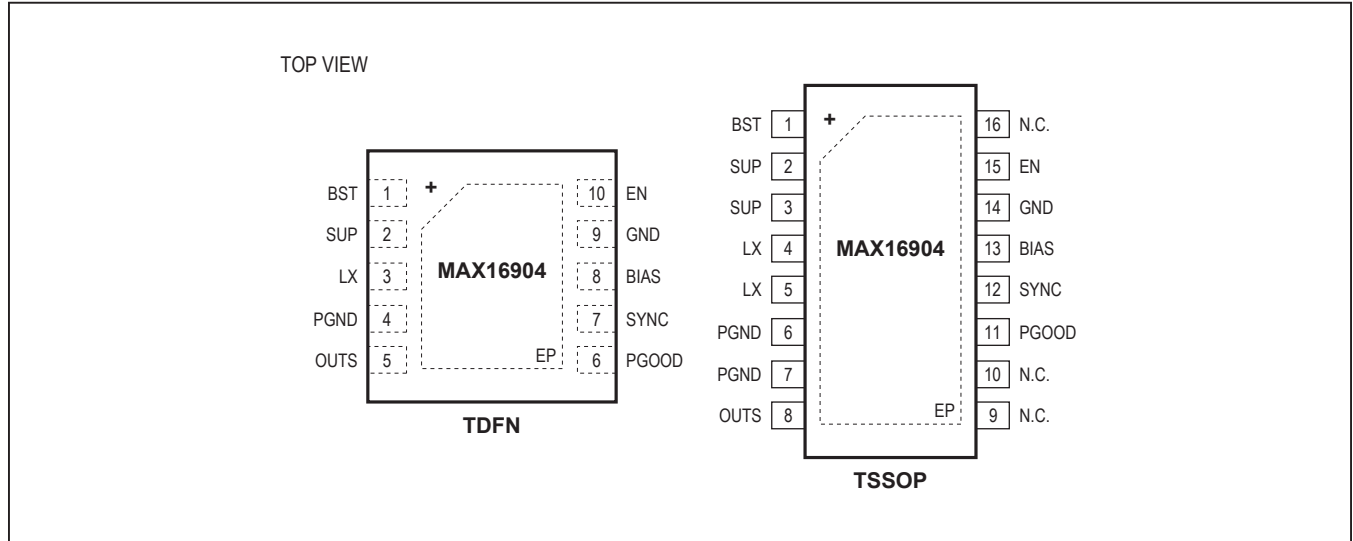 TOP VIEW
BST 1 + 10 EN
SUP 2 9 GND
LX 3 MAX16904 8 BIAS
PGND 4 7 SYNC
OUTS 5 EP 6 PGOOD
TDFN
BST 1 + 16 N.C.
SUP 2 15 EN
SUP 3 14 GND
LX 4 MAX16904 13 BIAS
LX 5 12 SYNC
PGND 6 11 PGOOD
PGND 7 10 N.C.
OUTS 8 EP 9 N.C.
TSSOP